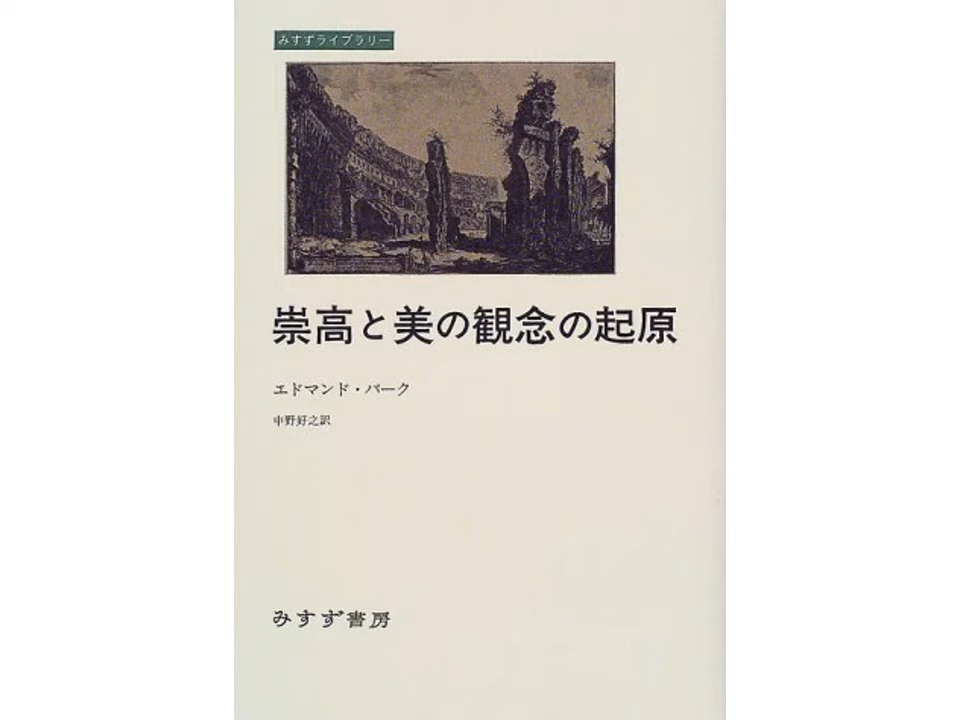 みすずライブラリー
崇高と美の観念の起原
エドマンド・バーク
中野好之訳
みすず書房